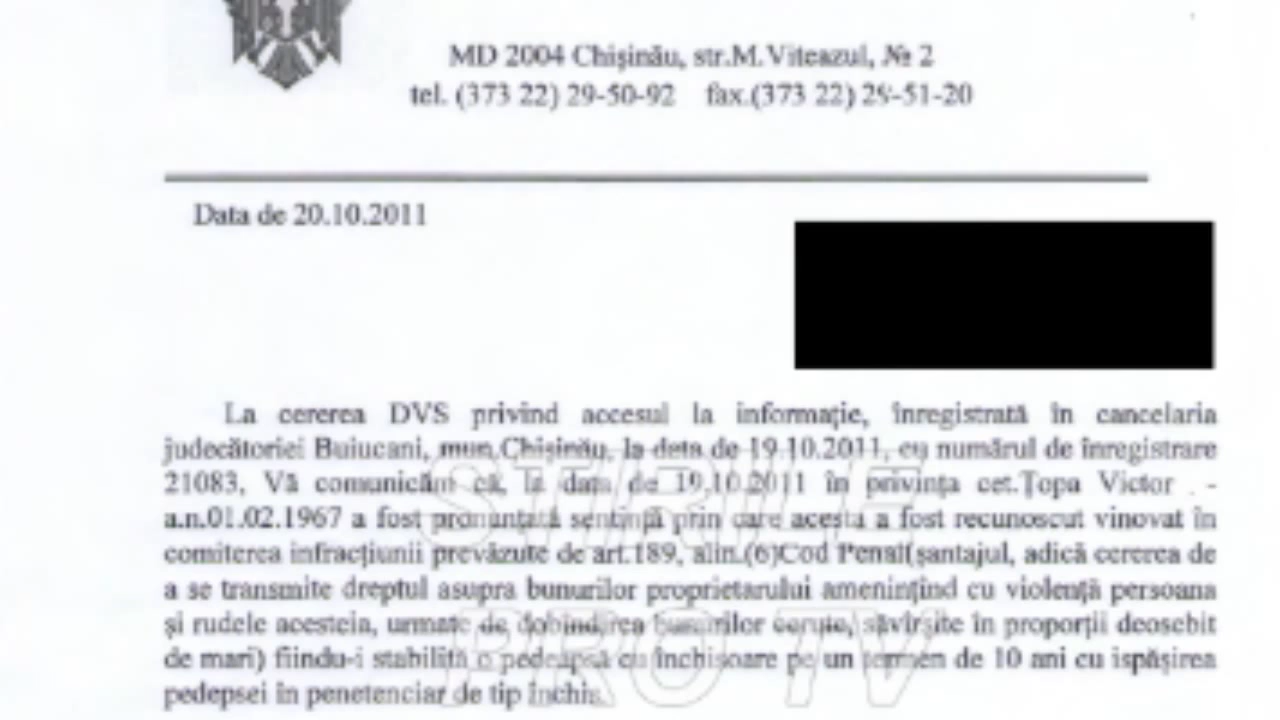 MD 2004 Chişinău, str.M.Viteazul, № 2
tel. (373 22) 29-50-92 fax.(373 22) 29-51-20
Data de 20.10.2011
La cererea DVS privind accesul la informaţie, înregistrată în cancelaria
judecătoriei Buiucani, mun.Chişinău, la data de 19.10.2011, cu numărul de înregistrare
21083, Vă comunicăm că, la data de 19.10.2011 în privinţa cet.Ţopa Victor . -
a.n.01.02.1967 a fost pronunţată sentinţă prin care acesta a fost recunoscut vinovat în
comiterea infracţiunii prevăzute de art.189, alin.(6)Cod Penal(şantajul, adică cererea de
a se transmite dreptul asupra bunurilor proprietarului ameninţînd cu violenţă persoana
şi rudele acesteia, urmate de dobîndirea bunurilor cerute, săvîrşite în proporţii deosebit
de mari) fiindu-i stabilită o pedeapsă cu închisoare pe un termen de 10 ani cu ispăşirea
pedepsei în penetenciar de tip închis.
STIRILE
PRO TV